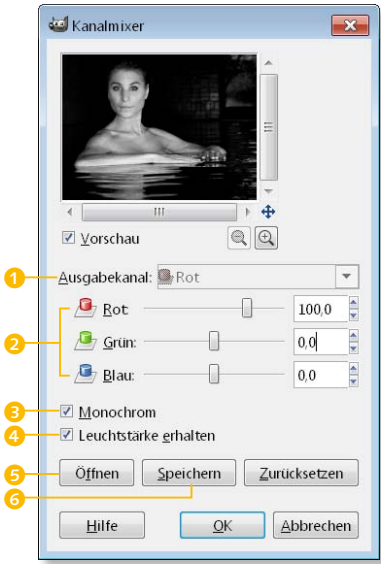 Kanalmixer
Vorschau
1 Ausgabekanal: Rot
Rot: 100,0
2 Grün: 0,0
Blau: 0,0
3 Monochrom
4 Leuchtstärke erhalten
5 Öffnen Speichern Zurücksetzen
6
Hilfe OK Abbrechen